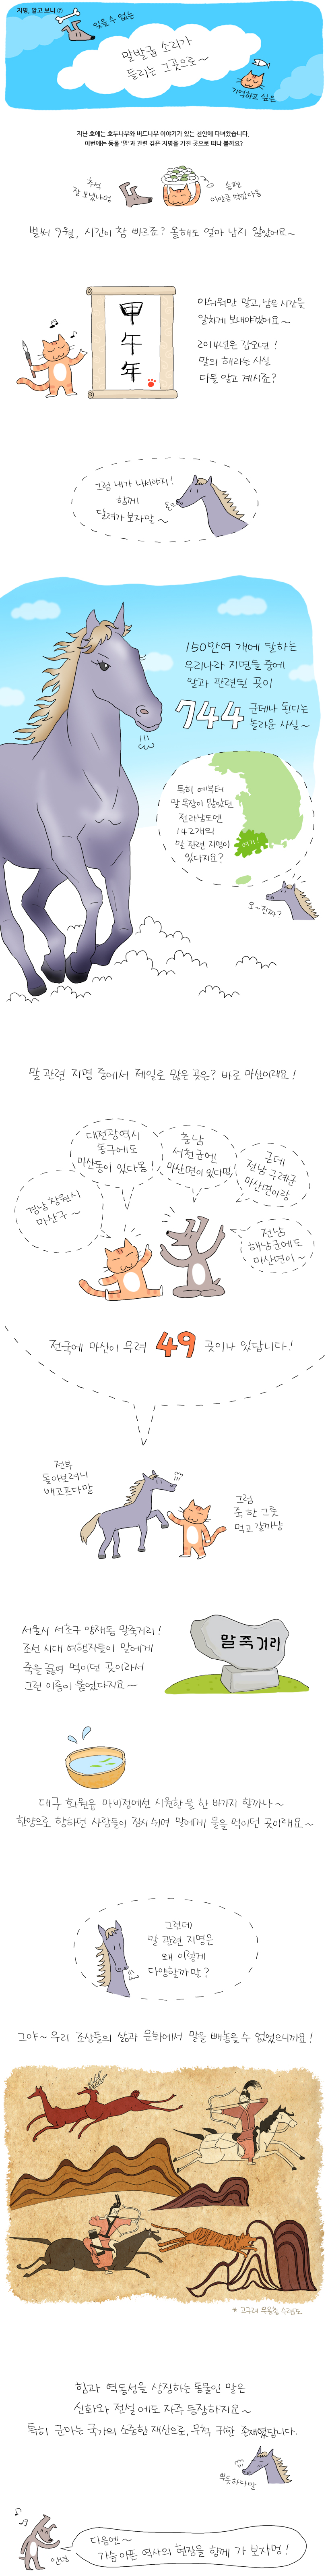 지명, 알고 보니 ⑦
잊을 수 없는
말발굽 소리가
들리는 그곳으로~
기억하고 싶은
지난 호에는 호두나무와 버드나무 이야기가 있는 천안에 다녀왔습니다.
이번에는 동물 '말'과 관련 깊은 지명을 가진 곳으로 떠나 볼까요?
추석
잘 보냈나멍
송편
이만큼 먹었다옹
벌써 9월, 시간이 참 빠르죠? 올해도 얼마 남지 않았어요~
甲
午
年
아쉬워만 말고, 남은 시간을
알차게 보내야겠어요~
2014년은 갑오년!
말의 해라는 사실
다들 알고 계시죠?
그럼 내가 나서야지!
함께
달려가 보자말~
150만여 개에 달하는
우리나라 지명들 중에
말과 관련된 곳이
744 군데나 된다는
놀라운 사실~
특히 예부터
말 목장이 많았던
전라남도엔
142개의
말 관련 지명이
있다지요?
여기!
오~진짜?
말 관련 지명 중에서 제일로 많은 곳은? 바로 마산이래요!
경남 창원시
마산구~
대전광역시
동구에도
마산동이 있다옹!
충남
서천군엔
마산면이 있다멍
근데
전남 구례군
마산면이랑
전남
해남군에도
마산면이~
전국에 마산이 무려 49 곳이나 있답니다!
전부
돌아보려니
배고프다말
그럼
죽 한 그릇
먹고 갈까냥
서울시 서초구 양재동 말죽거리!
조선 시대 여행자들이 말에게
죽을 끓여 먹이던 곳이라서
그런 이름이 붙었다지요~
말죽거리
대구 화원읍 마비정에선 시원한 물 한 바가지 할까나~
한양으로 향하던 사람들이 잠시 쉬며 말에게 물을 먹이던 곳이래요~
그런데
말 관련 지명은
왜 이렇게
다양할까말?
그야~ 우리 조상들의 삶과 문화에서 말을 빼놓을 수 없었으니까요!
* 고구려 무용총 수렵도
힘과 역동성을 상징하는 동물인 말은
신화와 전설에도 자주 등장하지요~
특히 군마는 국가의 소중한 재산으로, 무척 귀한 존재였답니다.
뿌듯하다말
안녕
다음엔~
가슴 아픈 역사의 현장을 함께 가 보자멍!